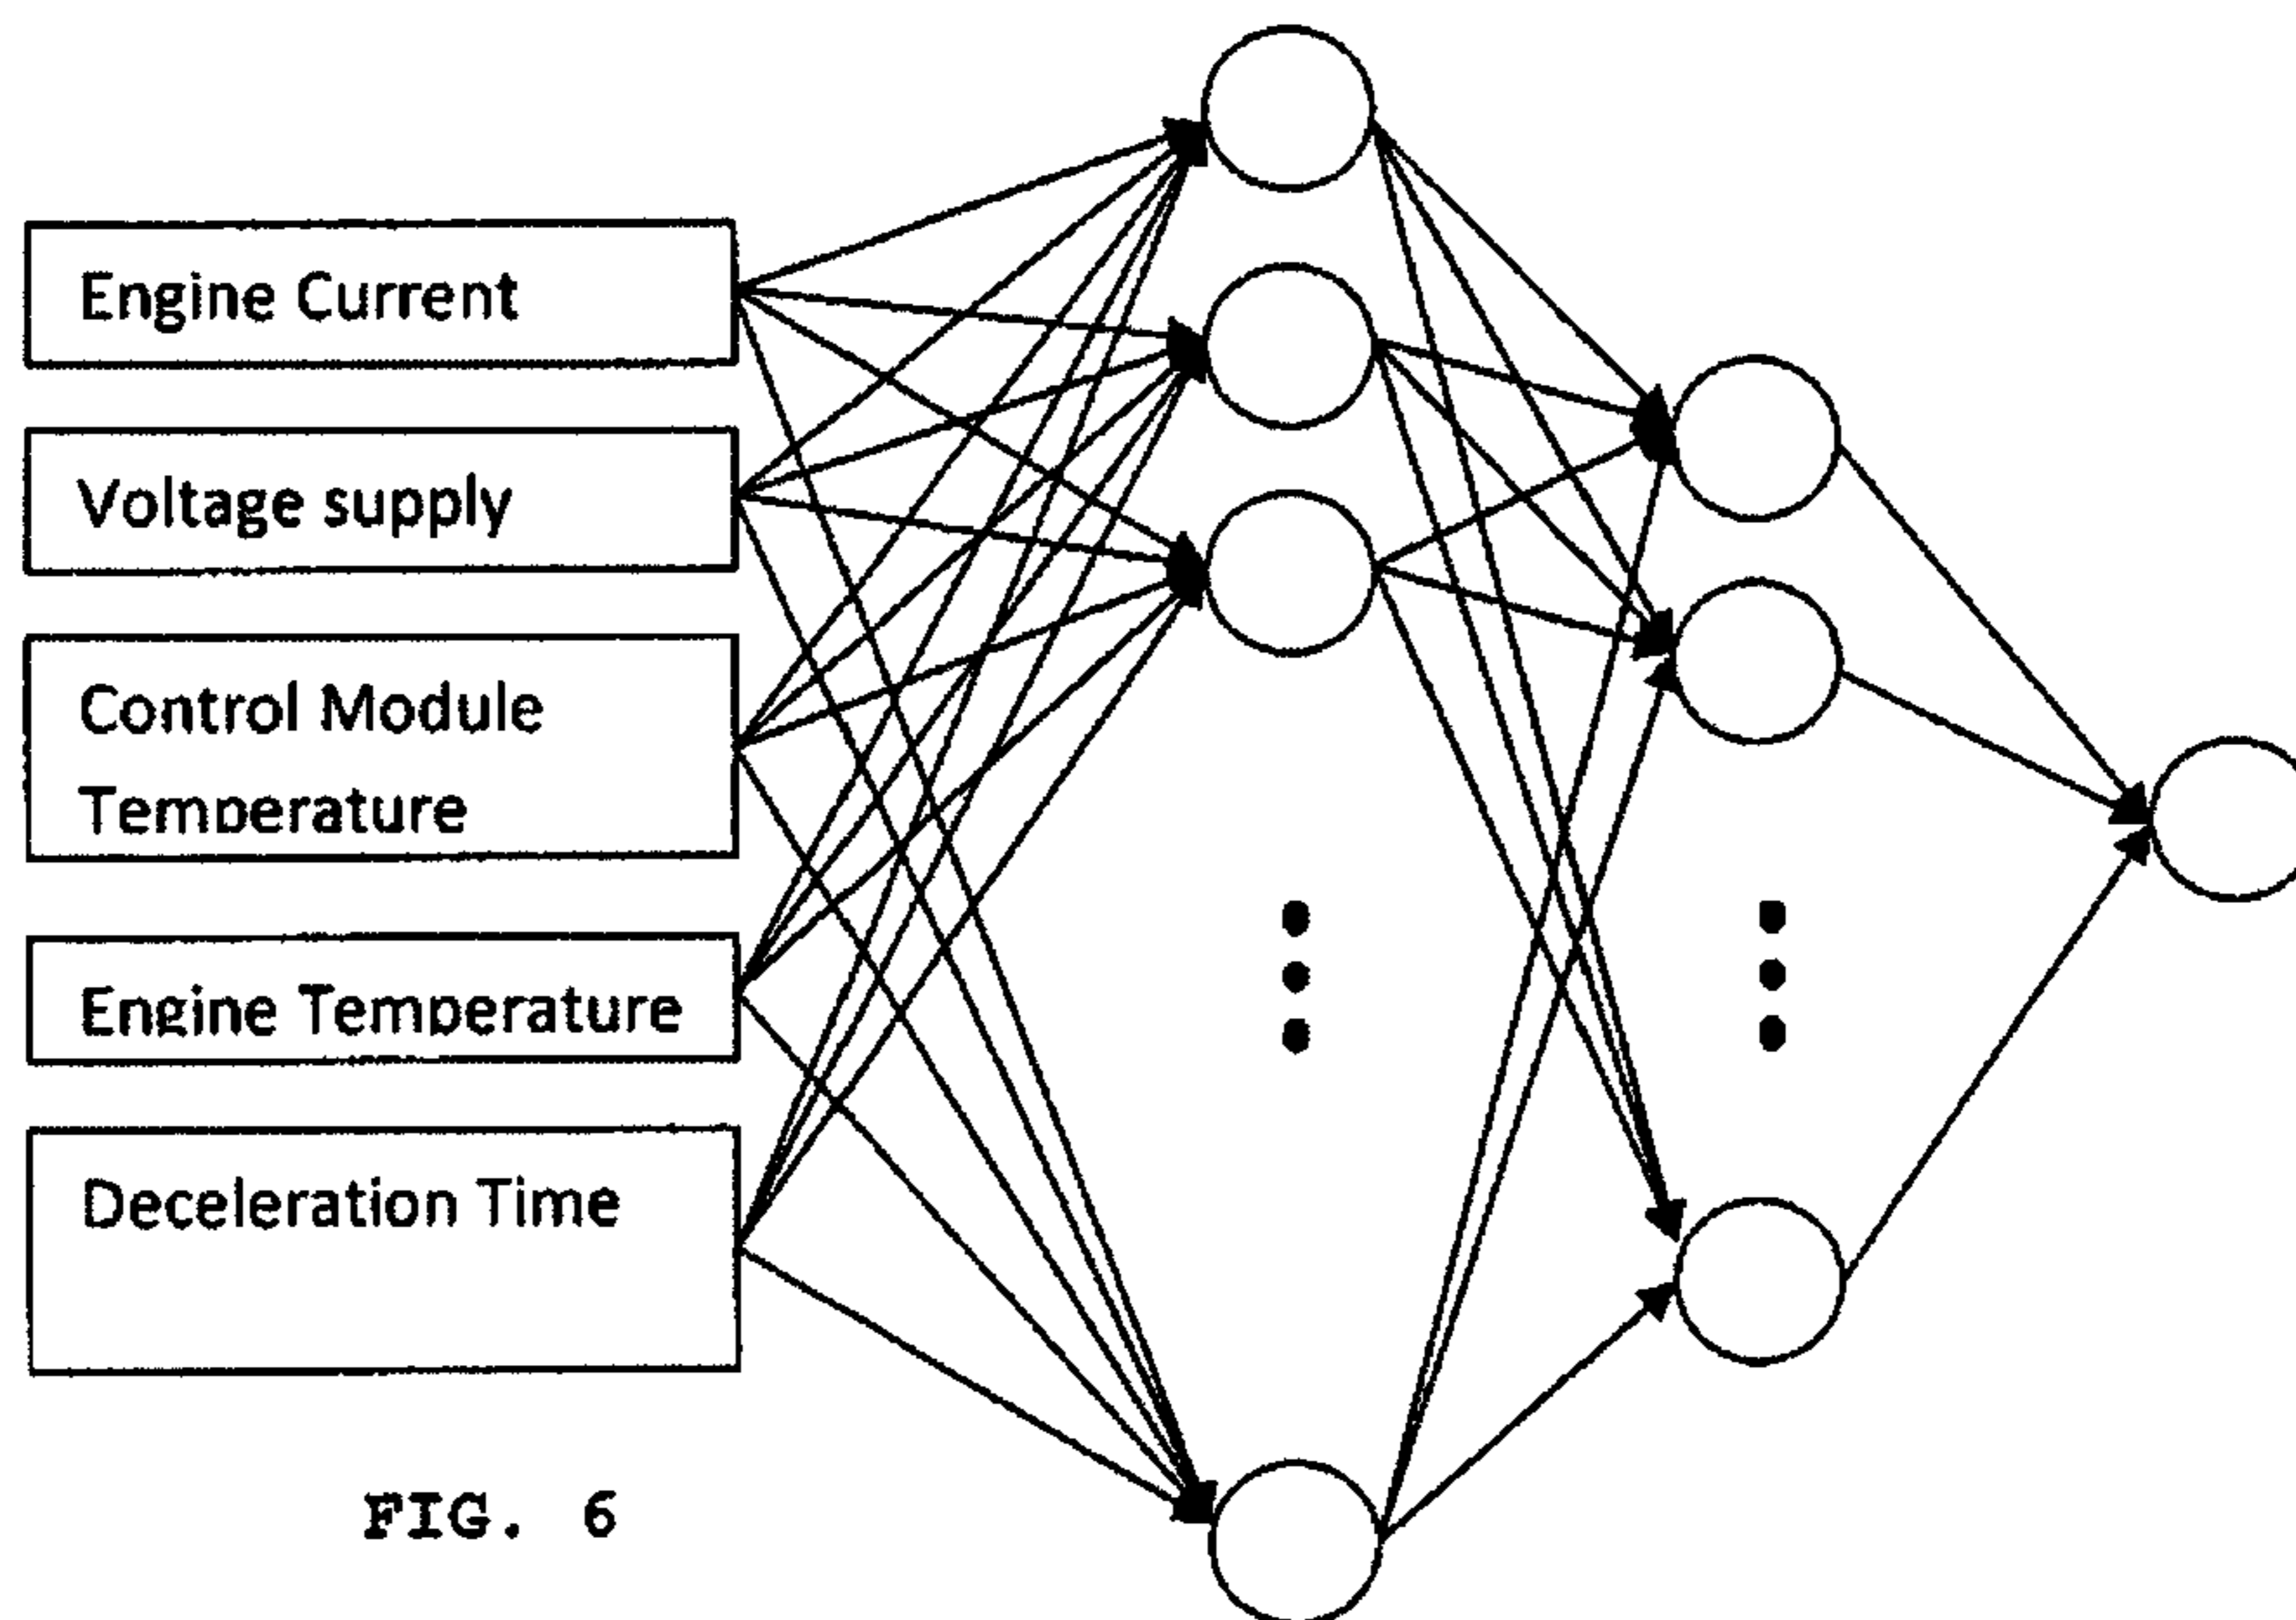 Engine Current
Voltage supply
Control Module
Temperature
Engine Temperature
Deceleration Time
FIG. 6